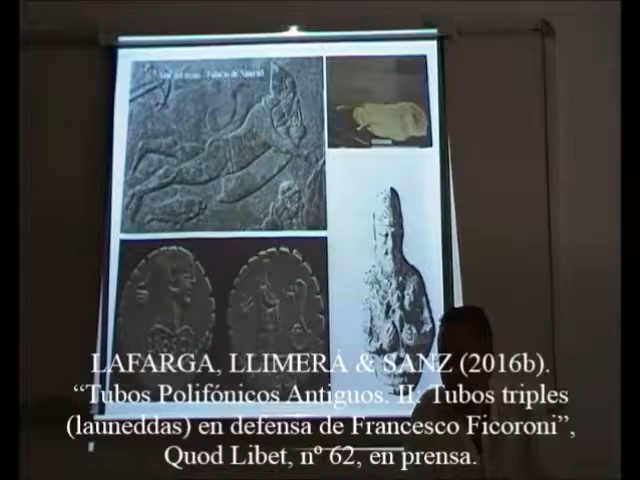 LAFARGA, LLIMERÁ & SANZ (2016b).
“Tubos Polifónicos Antiguos. II. Tubos triples
(launeddas) en defensa de Francesco Ficoroni”,
Quod Libet, nº 62, en prensa.